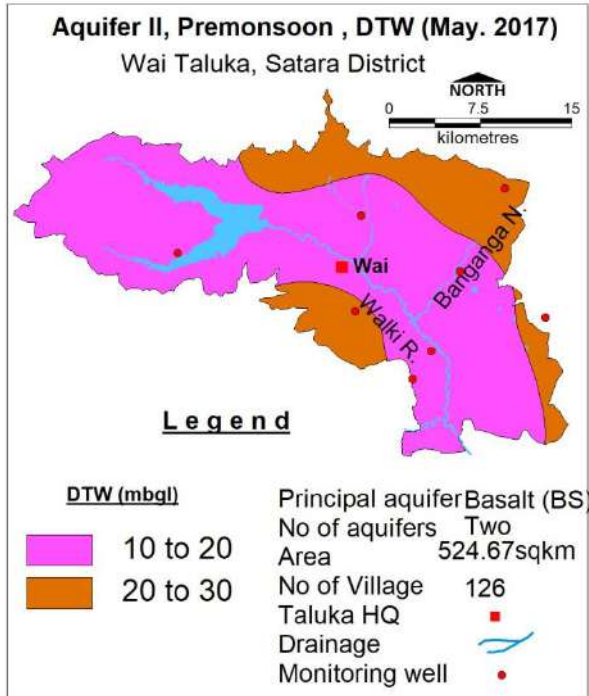 Aquifer II, Premonsoon , DTW (May. 2017)
Wai Taluka, Satara District
NORTH
0 7.5 15
kilometres
Wai
Banganga N.
Walki R.
Legend
DTW (mbgl)
10 to 20
20 to 30
Principal aquifer Basalt (BS)
No of aquifers Two
Area 524.67sqkm
No of Village 126
Taluka HQ
Drainage
Monitoring well